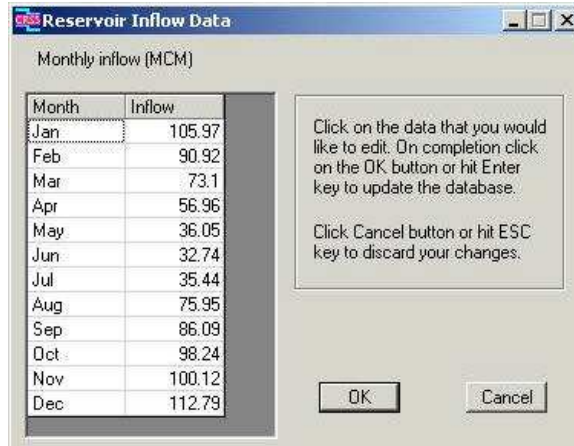 CRSS Reservoir Inflow Data
Monthly inflow (MCM)
Month Inflow
Jan 105.97
Feb 90.92
Mar 73.1
Apr 56.96
May 36.05
Jun 32.74
Jul 35.44
Aug 75.95
Sep 86.09
Oct 98.24
Nov 100.12
Dec 112.79
Click on the data that you would
like to edit. On completion click
on the OK button or hit Enter
key to update the database.
Click Cancel button or hit ESC
key to discard your changes.
OK
Cancel